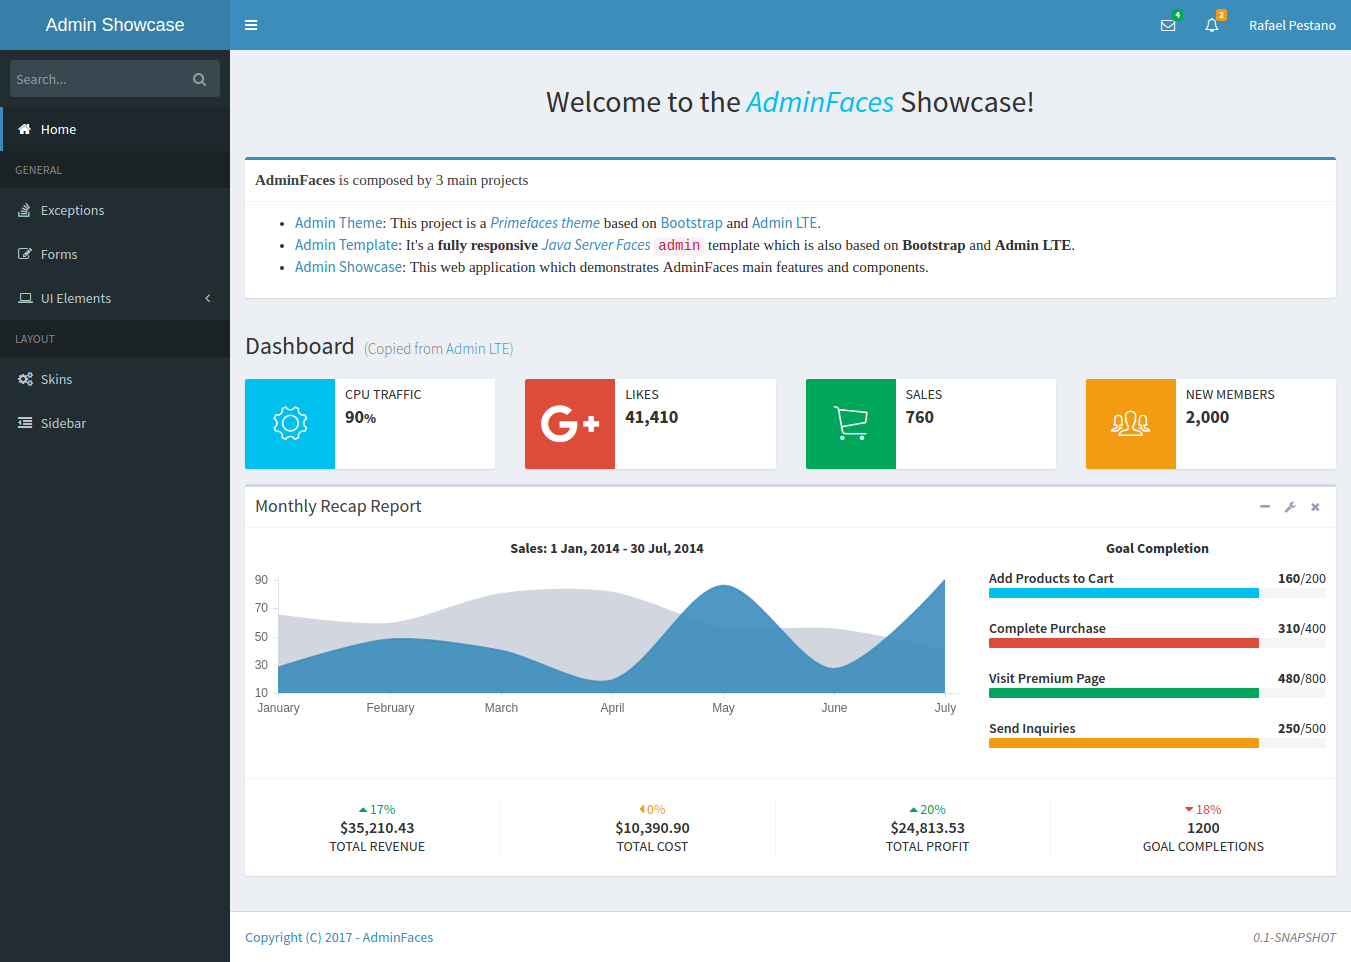 Admin Showcase
4
2
Rafael Pestano
Search...
Home
GENERAL
Exceptions
Forms
UI Elements
LAYOUT
Skins
Sidebar
Welcome to the AdminFaces Showcase!
AdminFaces is composed by 3 main projects
• Admin Theme: This project is a Primefaces theme based on Bootstrap and Admin LTE.
• Admin Template: It's a fully responsive Java Server Faces admin template which is also based on Bootstrap and Admin LTE.
• Admin Showcase: This web application which demonstrates AdminFaces main features and components.
Dashboard (Copied from Admin LTE)
CPU TRAFFIC
90%
G+
LIKES
41,410
SALES
760
NEW MEMBERS
2,000
Monthly Recap Report
Sales: 1 Jan, 2014 - 30 Jul, 2014
90
70
50
30
10
January February March April May June July
Goal Completion
Add Products to Cart 160/200
Complete Purchase 310/400
Visit Premium Page 480/800
Send Inquiries 250/500
17%
$35,210.43
TOTAL REVENUE
0%
$10,390.90
TOTAL COST
20%
$24,813.53
TOTAL PROFIT
18%
1200
GOAL COMPLETIONS
Copyright (C) 2017 - AdminFaces
0.1-SNAPSHOT